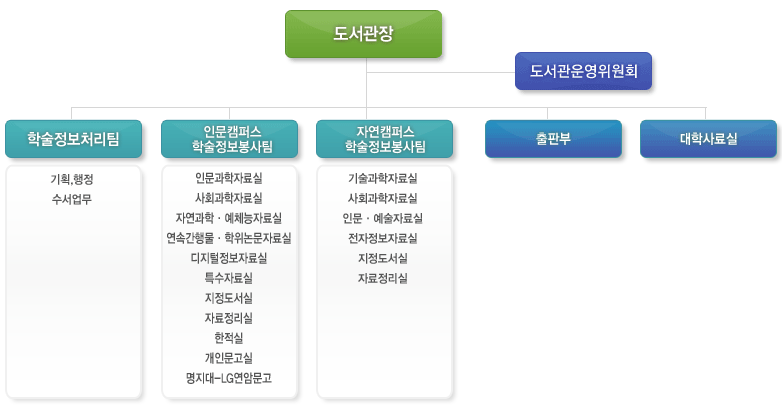 도서관장
도서관운영위원회
학술정보처리팀
기획,행정
수서업무
인문캠퍼스
학술정보봉사팀
인문과학자료실
사회과학자료실
자연과학 · 예체능자료실
연속간행물 · 학위논문자료실
디지털정보자료실
특수자료실
지정도서실
자료정리실
한적실
개인문고실
명지대-LG연암문고
자연캠퍼스
학술정보봉사팀
기술과학자료실
사회과학자료실
인문 · 예술자료실
전자정보자료실
지정도서실
자료정리실
출판부
대학사료실